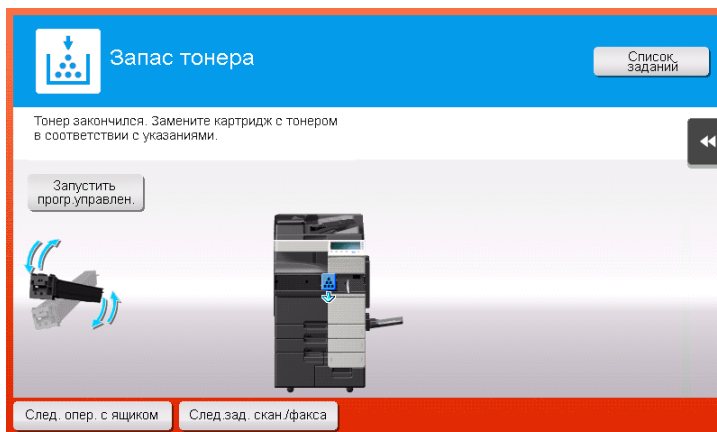 Запас тонера
Список
заданий
Тонер закончился. Замените картридж с тонером
в соответствии с указаниями.
Запустить
прогр.управлен.
След. опер. с ящиком
След.зад. скан./факса